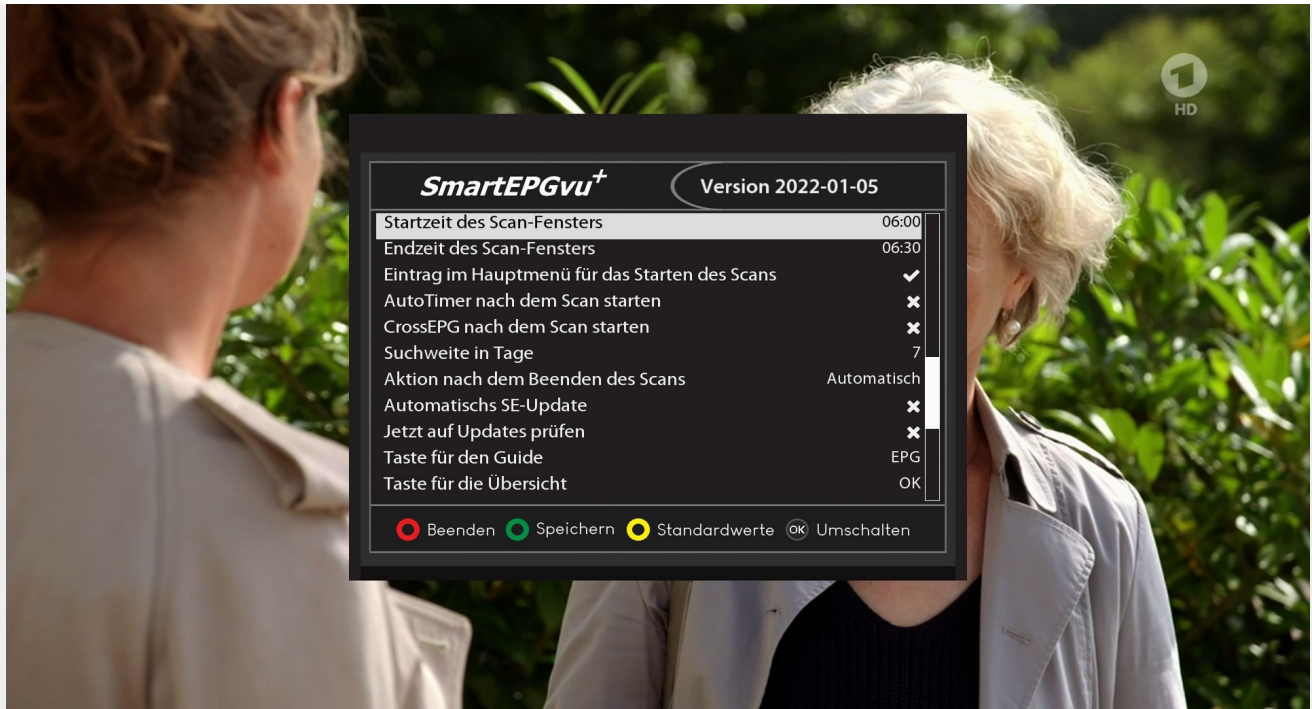 1
HD
SmartEPGvu+ Version 2022-01-05
Startzeit des Scan-Fensters 06:00
Endzeit des Scan-Fensters 06:30
Eintrag im Hauptmenü für das Starten des Scans ✔
AutoTimer nach dem Scan starten ✖
CrossEPG nach dem Scan starten ✖
Suchweite in Tage 7
Aktion nach dem Beenden des Scans Automatisch
Automatischs SE-Update ✖
Jetzt auf Updates prüfen ✖
Taste für den Guide EPG
Taste für die Übersicht OK
Beenden Speichern Standardwerte OK Umschalten